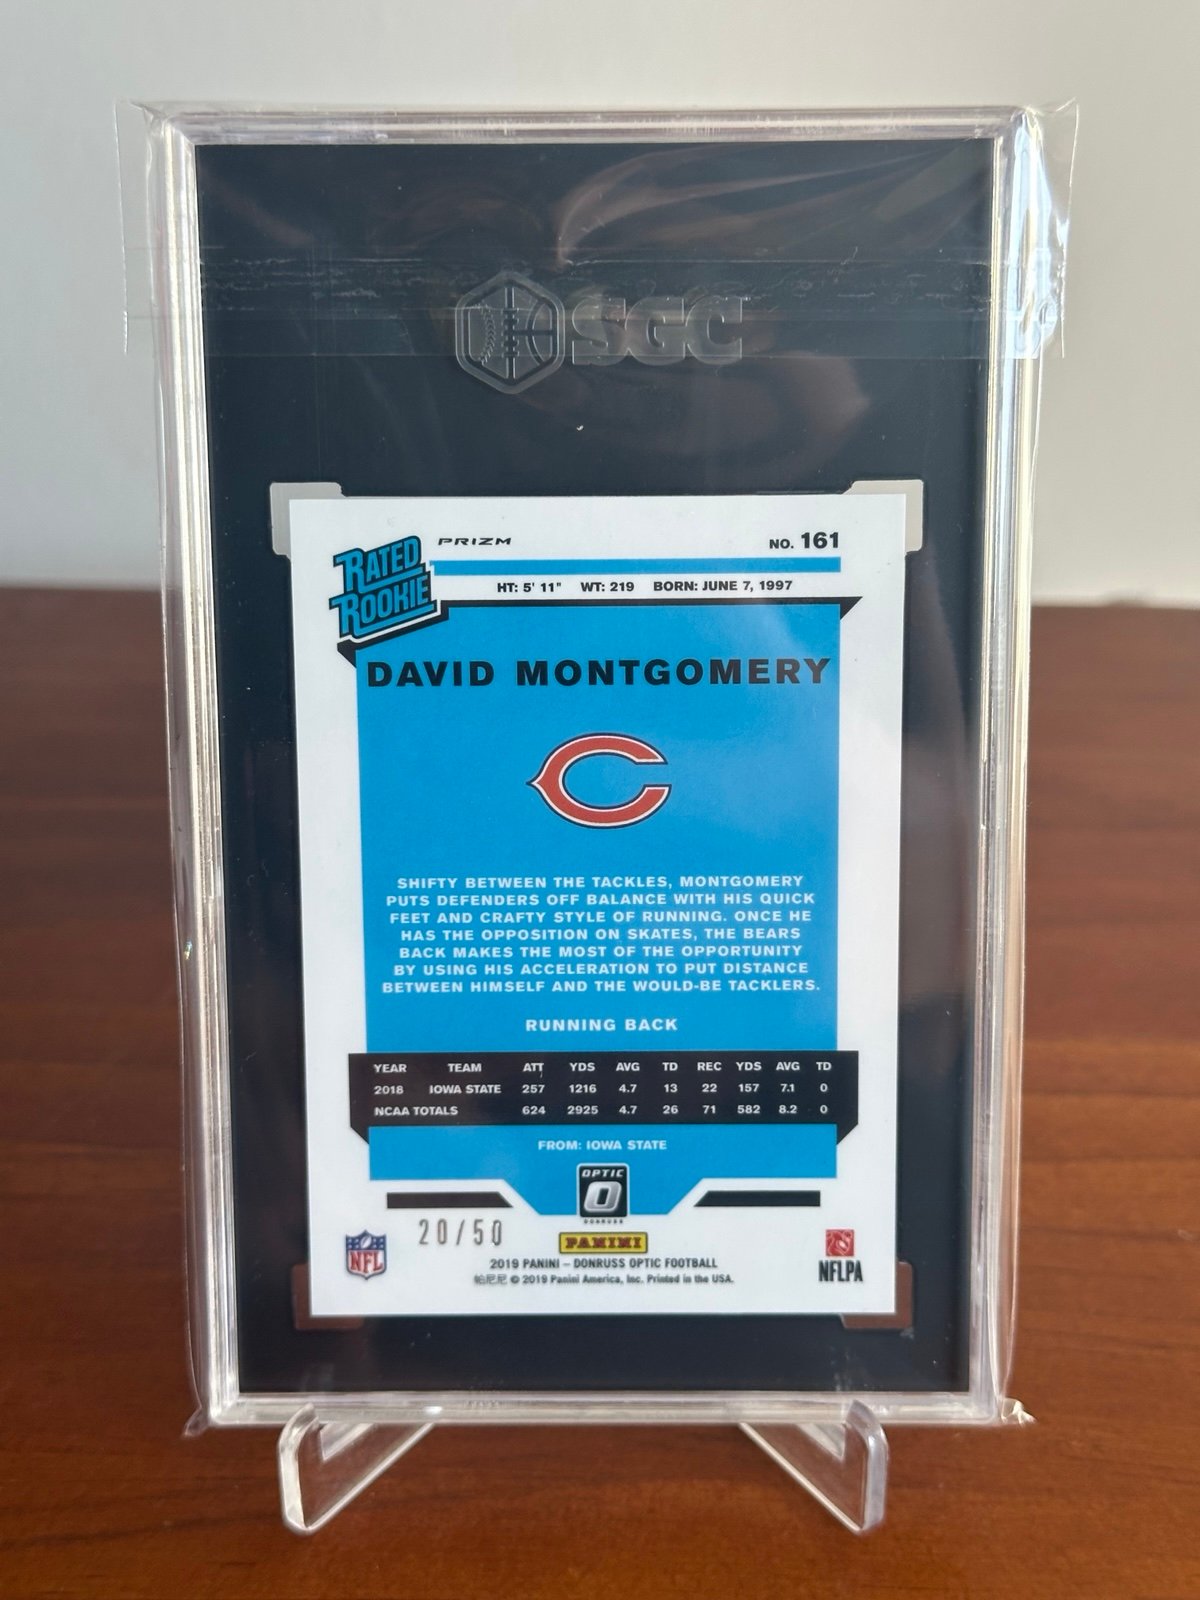 SGC
RATED ROOKIE
PRIZM
NO. 161
HT: 5' 11" WT: 219 BORN: JUNE 7, 1997
DAVID MONTGOMERY
SHIFTY BETWEEN THE TACKLES, MONTGOMERY
PUTS DEFENDERS OFF BALANCE WITH HIS QUICK
FEET AND CRAFTY STYLE OF RUNNING. ONCE HE
HAS THE OPPOSITION ON SKATES, THE BEARS
BACK MAKES THE MOST OF THE OPPORTUNITY
BY USING HIS ACCELERATION TO PUT DISTANCE
BETWEEN HIMSELF AND THE WOULD-BE TACKLERS.
RUNNING BACK
YEAR TEAM ATT YDS AVG TD REC YDS AVG TD
2018 IOWA STATE 257 1216 4.7 13 22 157 7.1 0
NCAA TOTALS 624 2925 4.7 26 71 582 8.2 0
FROM: IOWA STATE
OPTIC
DONRUSS
20/50
PANINI
NFL
NFLPA
2019 PANINI – DONRUSS OPTIC FOOTBALL
帕尼尼 © 2019 Panini America, Inc. Printed in the USA.